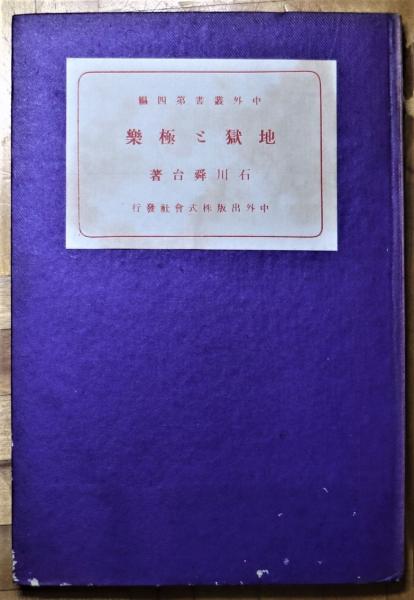 中外叢書第四編
地獄と極樂
石川舜台著
中外出版株式會社發行